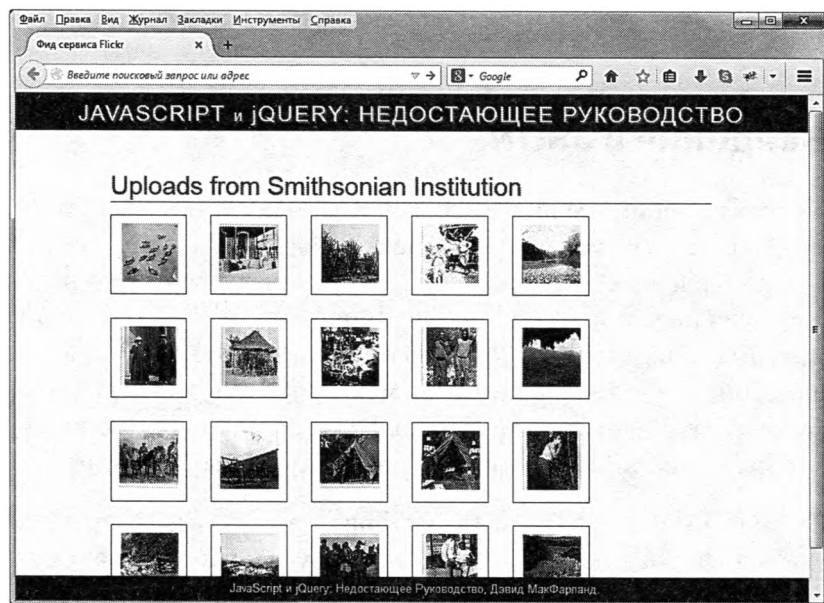 Файл Правка Вид Журнал Закладки Инструменты Справка
Фид сервиса Flickr
Введите поисковый запрос или адрес
Google
JAVASCRIPT и jQUERY: НЕДОСТАЮЩЕЕ РУКОВОДСТВО
Uploads from Smithsonian Institution
JavaScript и jQuery: Недостающее Руководство, Дэвид МакФарланд.